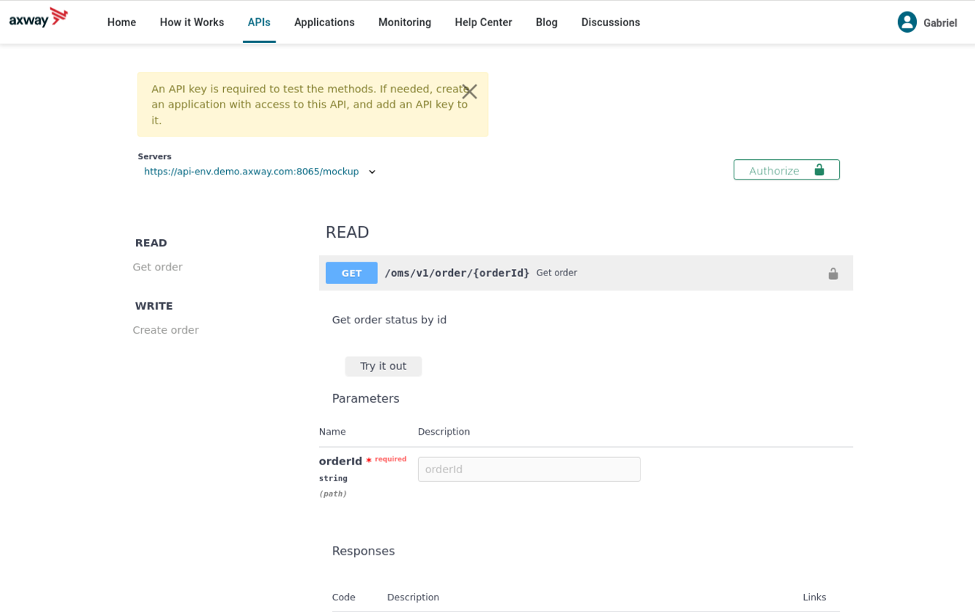 axway
Home
How it Works
APIs
Applications
Monitoring
Help Center
Blog
Discussions
Gabriel
An API key is required to test the methods. If needed, create
an application with access to this API, and add an API key to
it.
Servers
https://api-env.demo.axway.com:8065/mockup
Authorize
READ
Get order
WRITE
Create order
READ
GET /oms/v1/order/{orderId} Get order
Get order status by id
Try it out
Parameters
Name Description
orderId * required
string
(path)
orderId
Responses
Code Description Links